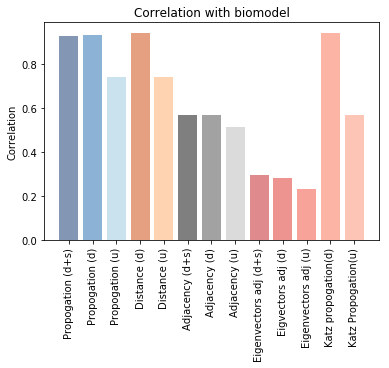 Correlation with biomodel
Correlation
0.8
0.6
0.4
0.2
0.0
Propogation (d+s)
Propogation (d)
Propogation (u)
Distance (d)
Distance (u)
Adjacency (d+s)
Adjacency (d)
Adjacency (u)
Eigenvectors adj (d+s)
Eigvectors adj (d)
Eigenvectors adj (u)
Katz propogation(d)
Katz Propogation(u)